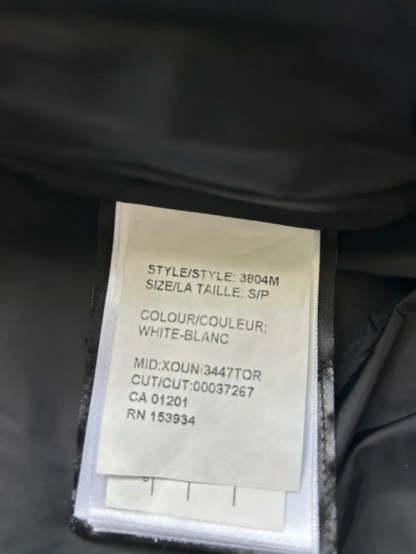 STYLE/STYLE: 3804M
SIZE/LA TAILLE: S/P
COLOUR/COULEUR:
WHITE-BLANC
MID:XOUN 3447TOR
CUT/CUT:00037267
CA 01201
RN 153934